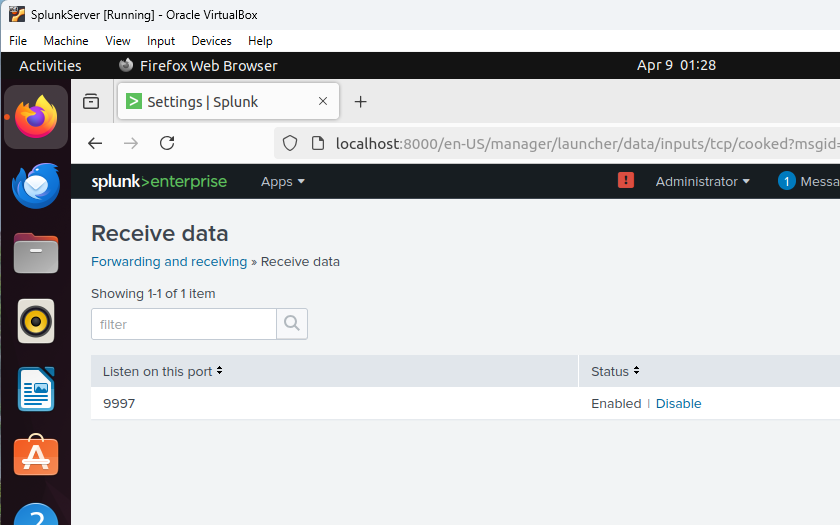 SplunkServer [Running] - Oracle VirtualBox
File Machine View Input Devices Help
Activities Firefox Web Browser Apr 9 01:28
Settings | Splunk
localhost:8000/en-US/manager/launcher/data/inputs/tcp/cooked?msgid=
splunk>enterprise Apps Administrator 1 Messa
Receive data
Forwarding and receiving » Receive data
Showing 1-1 of 1 item
filter
Listen on this port Status
9997 Enabled | Disable